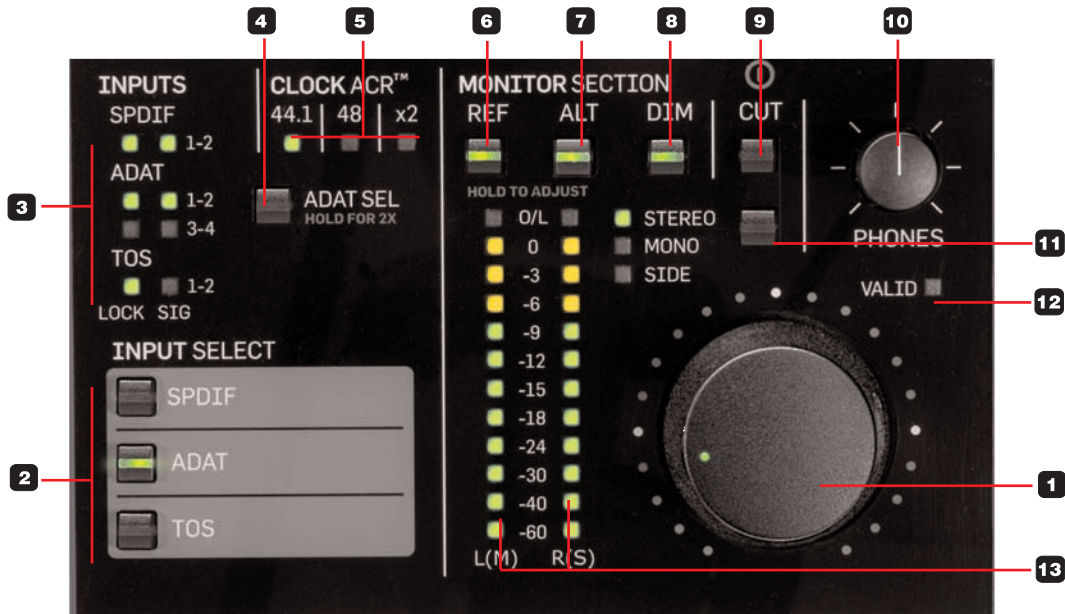 4 5 6 7 8 9 10
INPUTS
SPDIF
1-2
ADAT
1-2
3-4
TOS
1-2
LOCK SIG
3
CLOCK ACR™
44.1 48 x2
ADAT SEL
HOLD FOR 2X
INPUT SELECT
SPDIF
ADAT
TOS
2
MONITOR SECTION
REF ALT DIM CUT
HOLD TO ADJUST
O/L
0
-3
-6
-9
-12
-15
-18
-24
-30
-40
-60
L(M) R(S)
STEREO
MONO
SIDE
PHONES
11
VALID
12
1
13